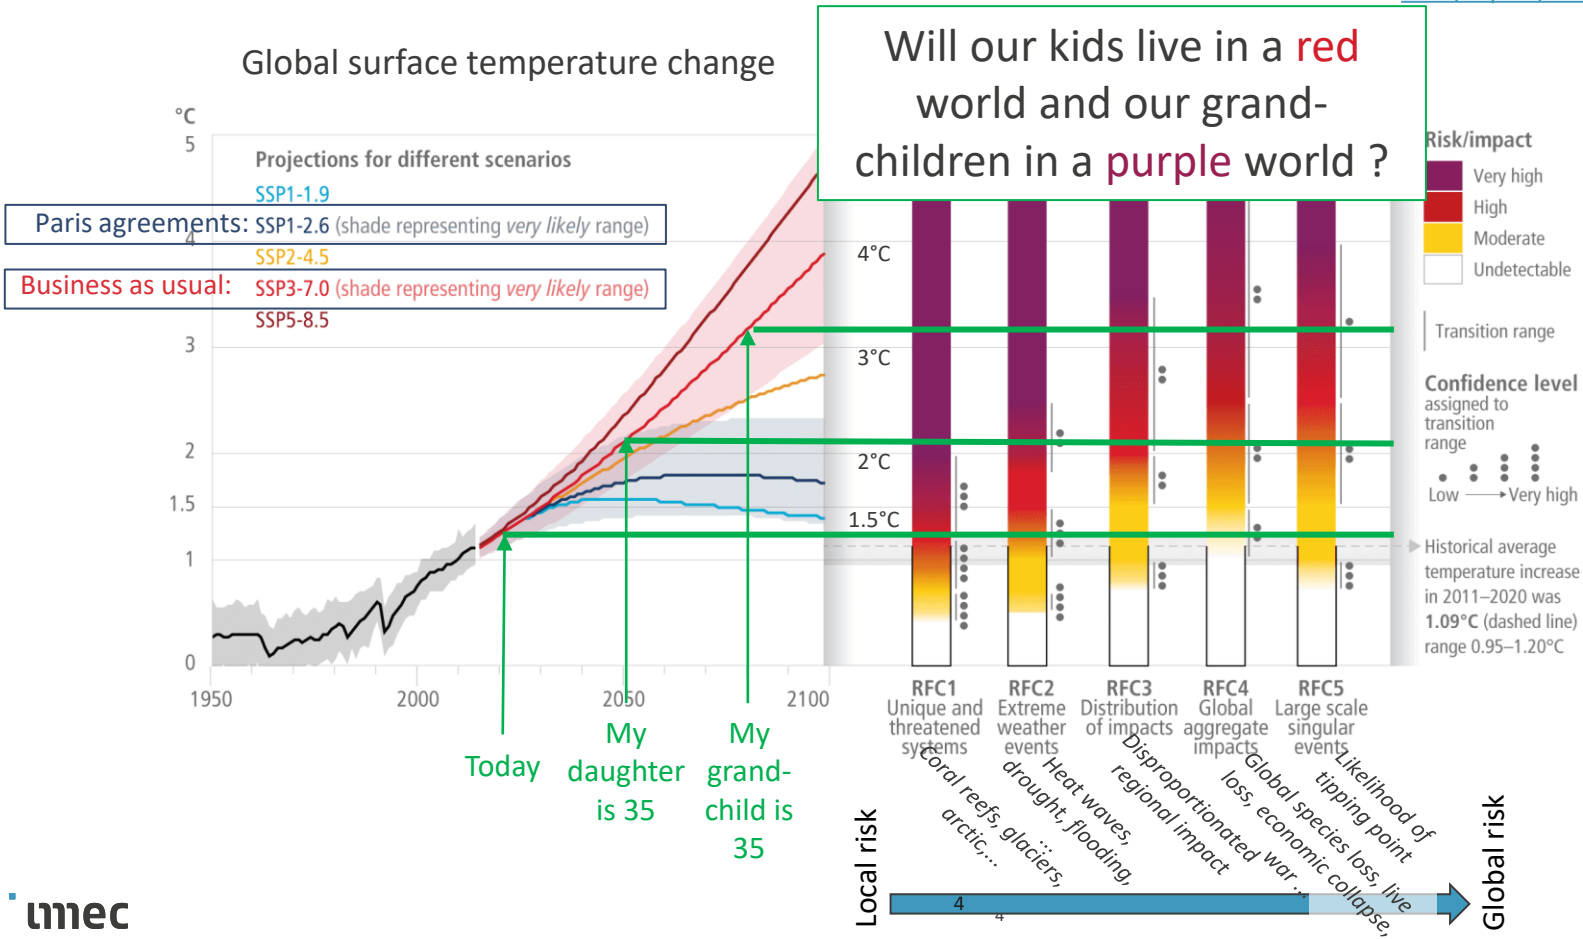 Global surface temperature change
Will our kids live in a red
world and our grand-
children in a purple world ?
°C
5
4
3
2
1.5
1
0
Projections for different scenarios
SSP1-1.9
Paris agreements: SSP1-2.6 (shade representing very likely range)
SSP2-4.5
Business as usual: SSP3-7.0 (shade representing very likely range)
SSP5-8.5
1950
2000
2050
2100
Today
My
daughter
is 35
My
grand-
child is
35
4°C
3°C
2°C
1.5°C
Risk/impact
Very high
High
Moderate
Undetectable
Transition range
Confidence level
assigned to
transition
range
Low
Very high
Historical average
temperature increase
in 2011–2020 was
1.09°C (dashed line)
range 0.95–1.20°C
RFC1
Unique and
threatened
systems
RFC2
Extreme
weather
events
RFC3
Distribution
of impacts
RFC4
Global
aggregate
impacts
RFC5
Large scale
singular
events
Coral reefs, glaciers,
arctic,...
Heat waves,
drought, flooding,
...
Disproportionated
regional impact
Global species loss, live
loss, economic collapse,
war ...
Likelihood of
tipping point
Local risk
Global risk
4
4
imec